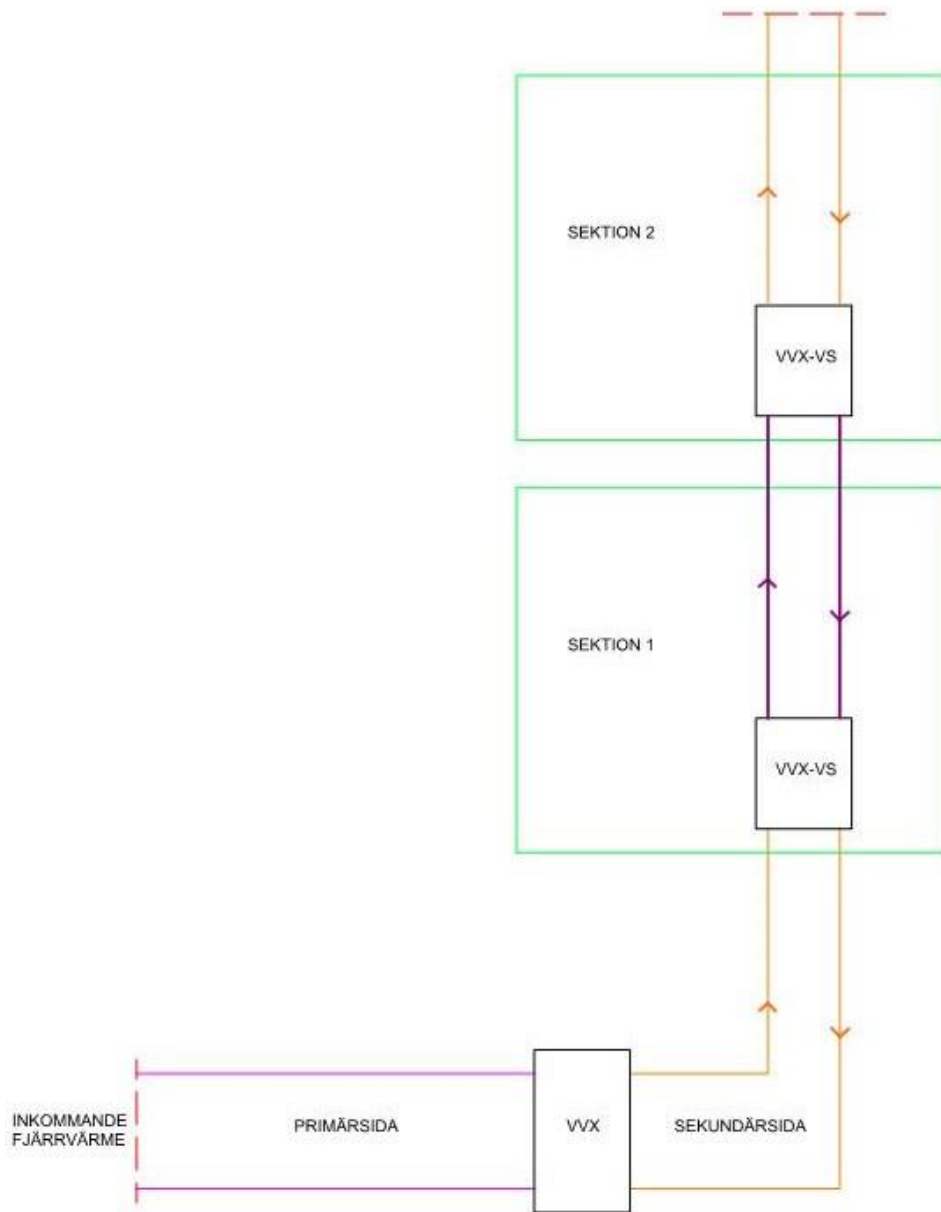 SEKTION 2
VVX-VS
SEKTION 1
VVX-VS
INKOMMANDE
FJÄRRVÄRME
PRIMÄRSIDA
VVX
SEKUNDÄRSIDA